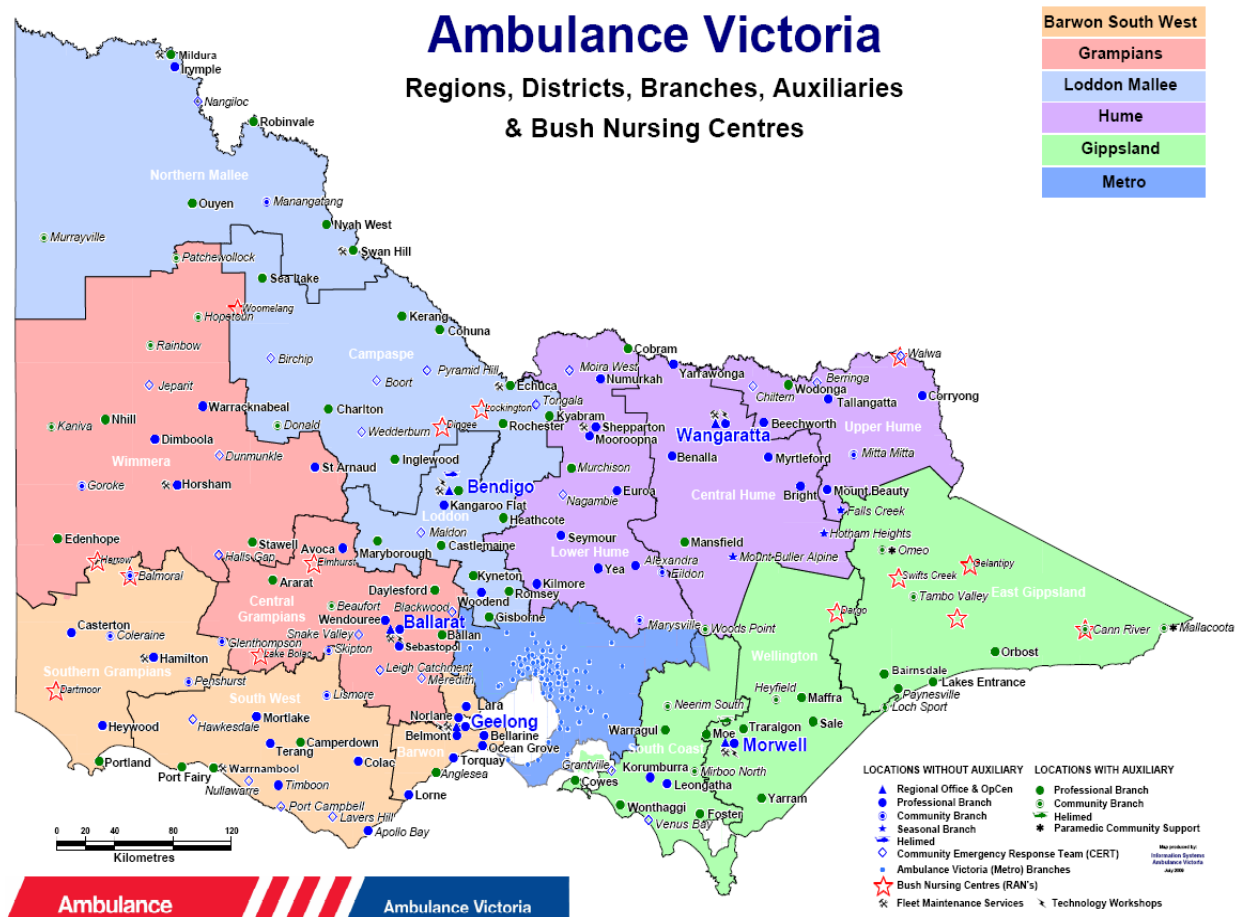 Ambulance Victoria
Regions, Districts, Branches, Auxiliaries
& Bush Nursing Centres
Barwon South West
Grampians
Loddon Mallee
Hume
Gippsland
Metro
Mildura
Irymple
Nangiloc
Robinvale
Northern Mallee
Ouyen
Manangatang
Murrayville
Nyah West
Swan Hill
Patchewollock
Sea Lake
Woomelang
Hopetoun
Kerang
Cohuna
Rainbow
Birchip
Campaspe
Pyramid Hill
Boort
Jeparit
Warracknabeal
Charlton
Nhill
Kaniva
Donald
Wedderburn
Dingee
Lockington
Echuca
Tongala
Rochester
Kyabram
Dimboola
Wimmera
Dunmunkle
St Arnaud
Inglewood
Goroke
Horsham
Bendigo
Kangaroo Flat
Loddon
Maldon
Heathcote
Castlemaine
Maryborough
Cobram
Moira West
Numurkah
Yarrawonga
Shepparton
Mooroopna
Murchison
Nagambie
Euroa
Seymour
Lower Hume
Yea
Kilmore
Wangaratta
Benalla
Chiltern
Wodonga
Berringa
Walwa
Tallangatta
Corryong
Beechworth
Upper Hume
Myrtleford
Mitta Mitta
Central Hume
Bright
Mount Beauty
Falls Creek
Hotham Heights
Mansfield
Mount-Buller Alpine
Alexandra
Eildon
Marysville
Woods Point
Edenhope
Harrow
Balmoral
Stawell
Halls Gap
Avoca
Elmhurst
Ararat
Central
Grampians
Beaufort
Daylesford
Blackwood
Kyneton
Woodend
Romsey
Gisborne
Wendouree
Ballarat
Ballan
Sebastopol
Snake Valley
Skipton
Lake Bolac
Leigh Catchment
Meredith
Casterton
Coleraine
Glenthompson
Southern Grampians
Hamilton
Penshurst
Dartmoor
South West
Lismore
Hawkesdale
Mortlake
Heywood
Terang
Camperdown
Colac
Portland
Port Fairy
Warrnambool
Nullawarre
Timboon
Port Campbell
Lavers Hill
Apollo Bay
Lorne
Anglesea
Torquay
Barwon
Belmont
Norlane
Lara
Geelong
Bellarine
Ocean Grove
Omeo
Gelantipy
Swifts Creek
East Gippsland
Tambo Valley
Dargo
Cann River
Mallacoota
Orbost
Wellington
Bairnsdale
Lakes Entrance
Paynesville
Loch Sport
Heyfield
Maffra
Neerim South
Sale
Traralgon
Warragul
Moe
Morwell
South Coast
Grantville
Korumburra
Mirboo North
Cowes
Leongatha
Wonthaggi
Foster
Yarram
Venus Bay
LOCATIONS WITHOUT AUXILIARY
Regional Office & OpCen
Professional Branch
Community Branch
Seasonal Branch
Helimed
Community Emergency Response Team (CERT)
Ambulance Victoria (Metro) Branches
Bush Nursing Centres (RAN's)
Fleet Maintenance Services
Technology Workshops
LOCATIONS WITH AUXILIARY
Professional Branch
Community Branch
Helimed
Paramedic Community Support
Map produced by:
Information Systems
Ambulance Victoria
0 20 40 80 120
Kilometres
Ambulance
Ambulance Victoria